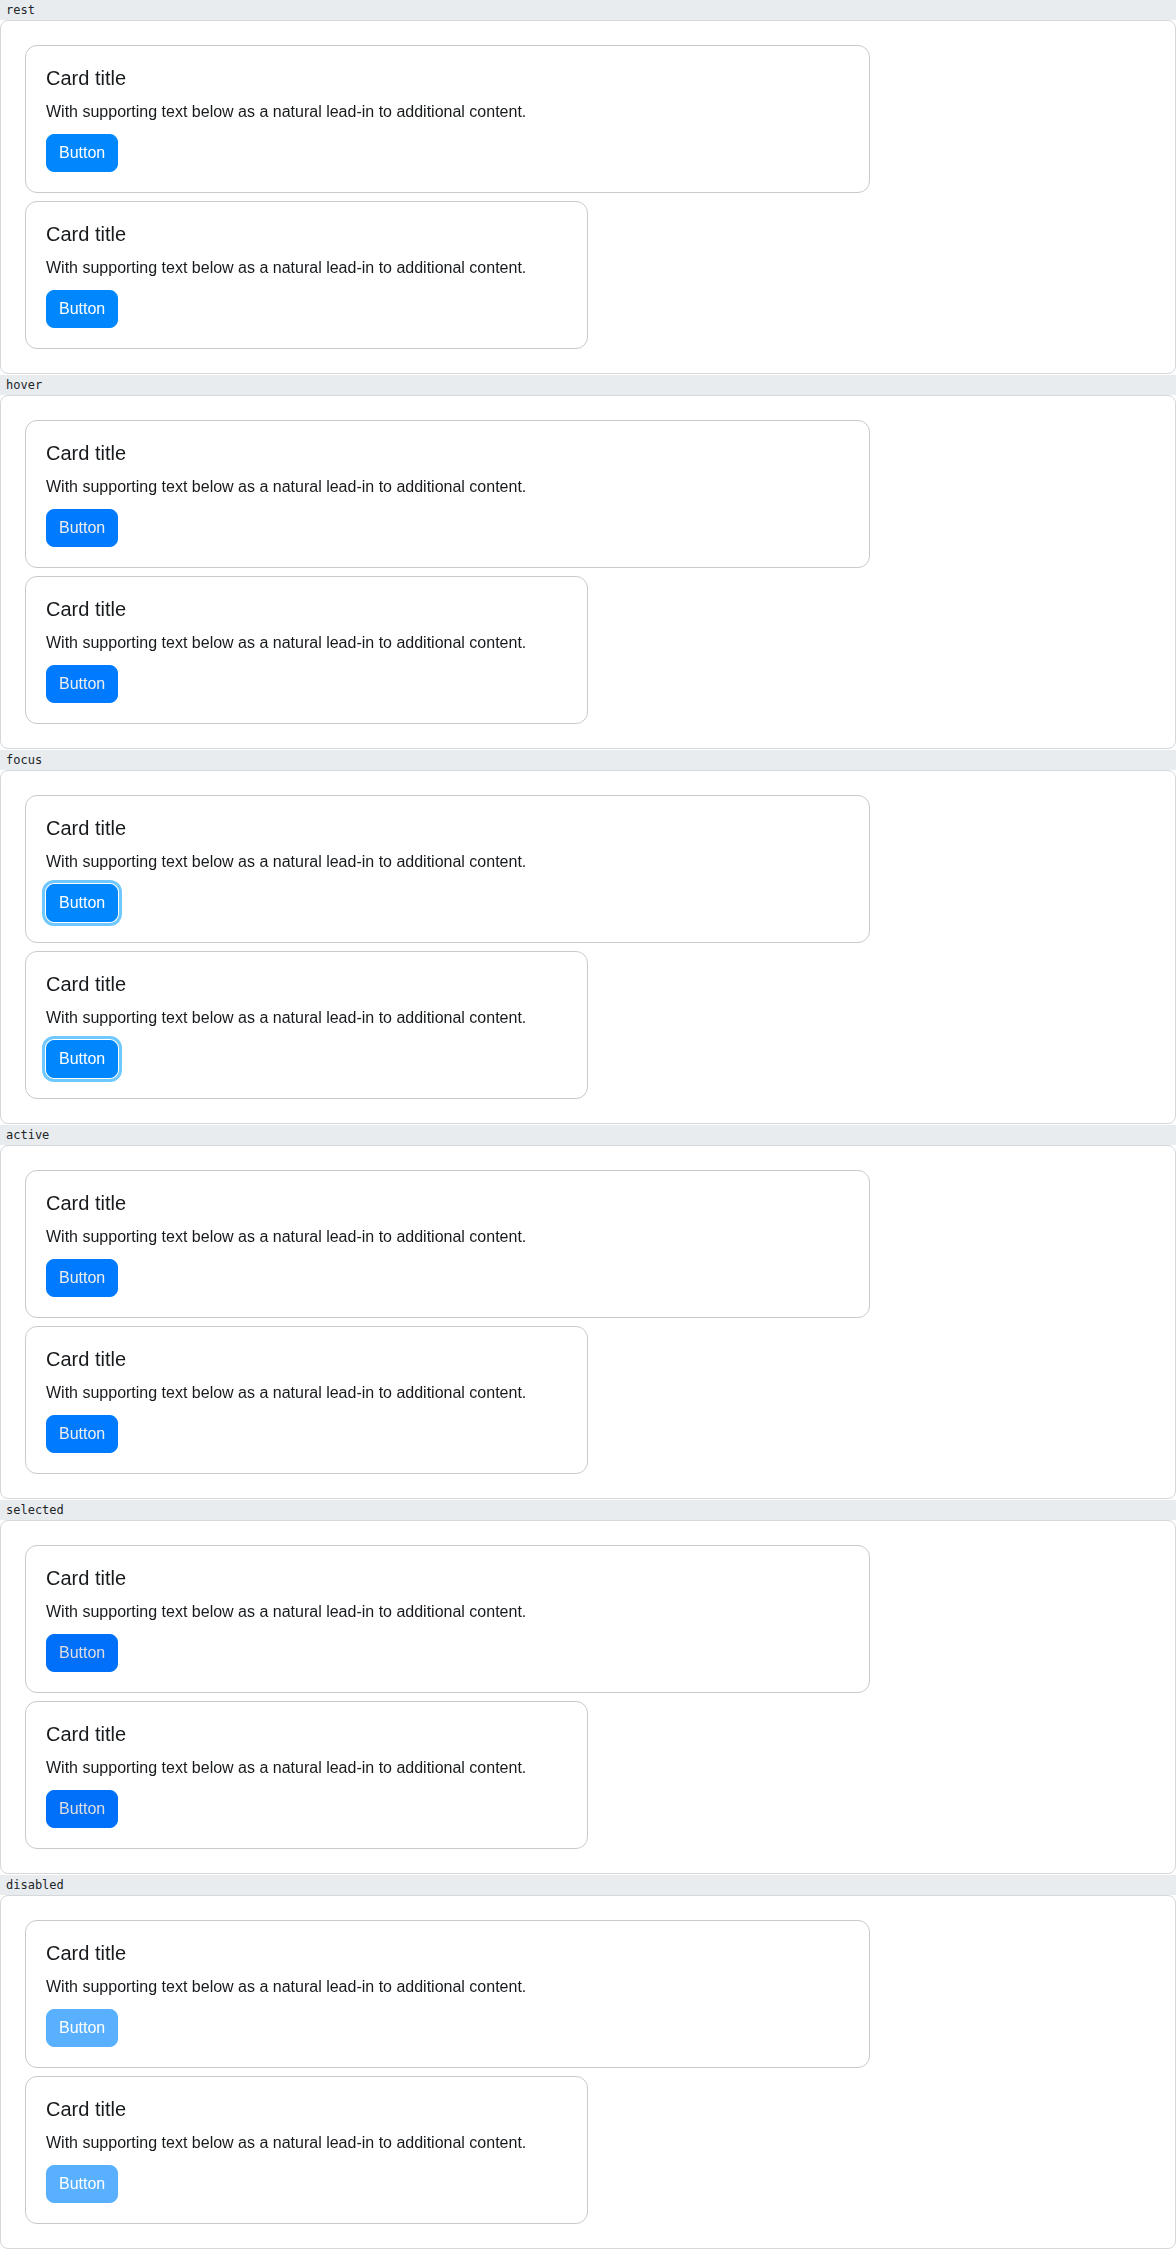 rest
Card title
With supporting text below as a natural lead-in to additional content.
Button
Card title
With supporting text below as a natural lead-in to additional content.
Button
hover
Card title
With supporting text below as a natural lead-in to additional content.
Button
Card title
With supporting text below as a natural lead-in to additional content.
Button
focus
Card title
With supporting text below as a natural lead-in to additional content.
Button
Card title
With supporting text below as a natural lead-in to additional content.
Button
active
Card title
With supporting text below as a natural lead-in to additional content.
Button
Card title
With supporting text below as a natural lead-in to additional content.
Button
selected
Card title
With supporting text below as a natural lead-in to additional content.
Button
Card title
With supporting text below as a natural lead-in to additional content.
Button
disabled
Card title
With supporting text below as a natural lead-in to additional content.
Button
Card title
With supporting text below as a natural lead-in to additional content.
Button